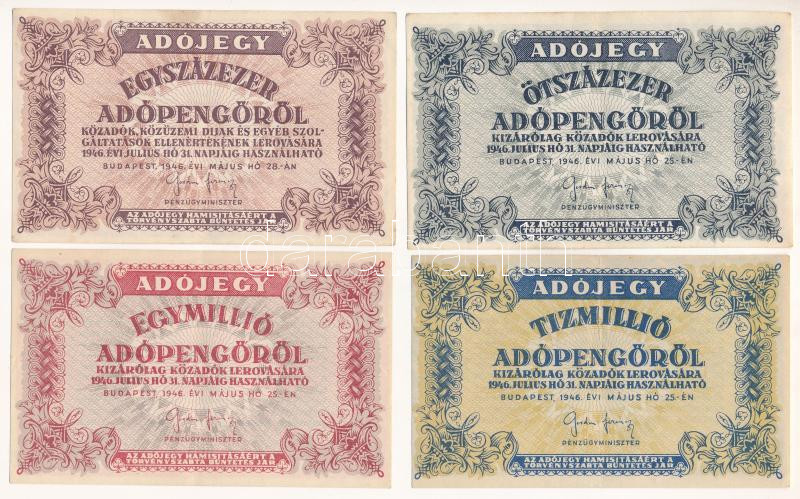 ADÓJEGY
EGYSZÁZEZER
ADÓPENGŐRŐL
KÖZADÓK, KÖZÜZEMI DIJAK ÉS EGYÉB SZOL-
GÁLTATÁSOK ELLENÉRTÉKÉNEK LEROVÁSÁRA
1946. ÉVI JULIUS HÓ 31. NAPJÁIG HASZNÁLHATÓ
BUDAPEST, 1946. ÉVI MÁJUS HÓ 28.-ÁN
PÉNZÜGYMINISZTER
AZ ADÓJEGY HAMISITÁSÁÉRT A
TÖRVÉNYSZABTA BÜNTETÉS JÁR
ADÓJEGY
ÖTSZÁZEZER
ADÓPENGŐRŐL
KIZÁRÓLAG KÖZADÓK LEROVÁSÁRA
1946. JULIUS HÓ 31. NAPJÁIG HASZNÁLHATÓ
BUDAPEST, 1946. ÉVI MÁJUS HÓ 25.-ÉN
PÉNZÜGYMINISZTER
AZ ADÓJEGY HAMISITÁSÁÉRT A
TÖRVÉNYSZABTA BÜNTETÉS JÁR
darabanth
ADÓJEGY
EGYMILLIÓ
ADÓPENGŐRŐL
KIZÁRÓLAG KÖZADÓK LEROVÁSÁRA
1946. JULIUS HÓ 31. NAPJÁIG HASZNÁLHATÓ
BUDAPEST, 1946. ÉVI MÁJUS HÓ 25.-ÉN
PÉNZÜGYMINISZTER
AZ ADÓJEGY HAMISITÁSÁÉRT A
TÖRVÉNYSZABTA BÜNTETÉS JÁR
ADÓJEGY
TIZMILLIÓ
ADÓPENGŐRŐL
KIZÁRÓLAG KÖZADÓK LEROVÁSÁRA
1946. JULIUS HÓ 31. NAPJÁIG HASZNÁLHATÓ
BUDAPEST, 1946. ÉVI MÁJUS HÓ 25.-ÉN
PÉNZÜGYMINISZTER
AZ ADÓJEGY HAMISITÁSÁÉRT A
TÖRVÉNYSZABTA BÜNTETÉS JÁR